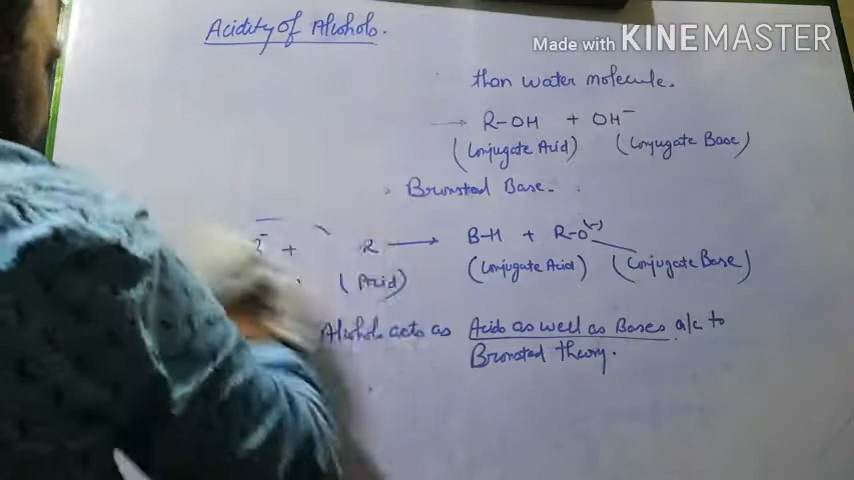 Acidity of Alcohols.
Made with KINEMASTER
than water molecule.
→ R-OH + OH⁻
(Conjugate Acid) (Conjugate Base)
Bronsted Base.
+ R → B-H + R-O(-)
(Acid) (Conjugate Acid) (Conjugate Base)
Alcohols acts as Acids as well as Bases a/c to
Bronsted theory.